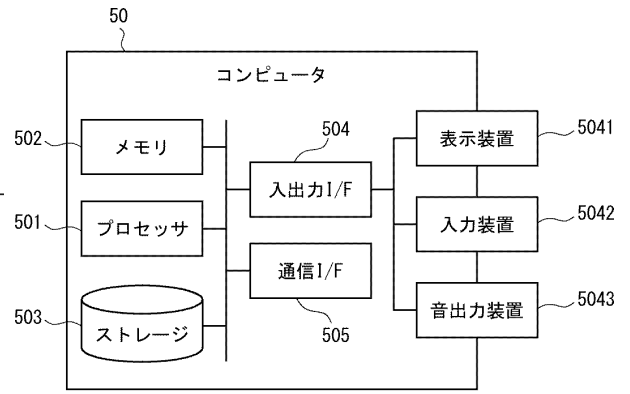 50
コンピュータ
502
メモリ
501
プロセッサ
503
ストレージ
504
入出力I/F
通信I/F
505
表示装置
5041
入力装置
5042
音出力装置
5043